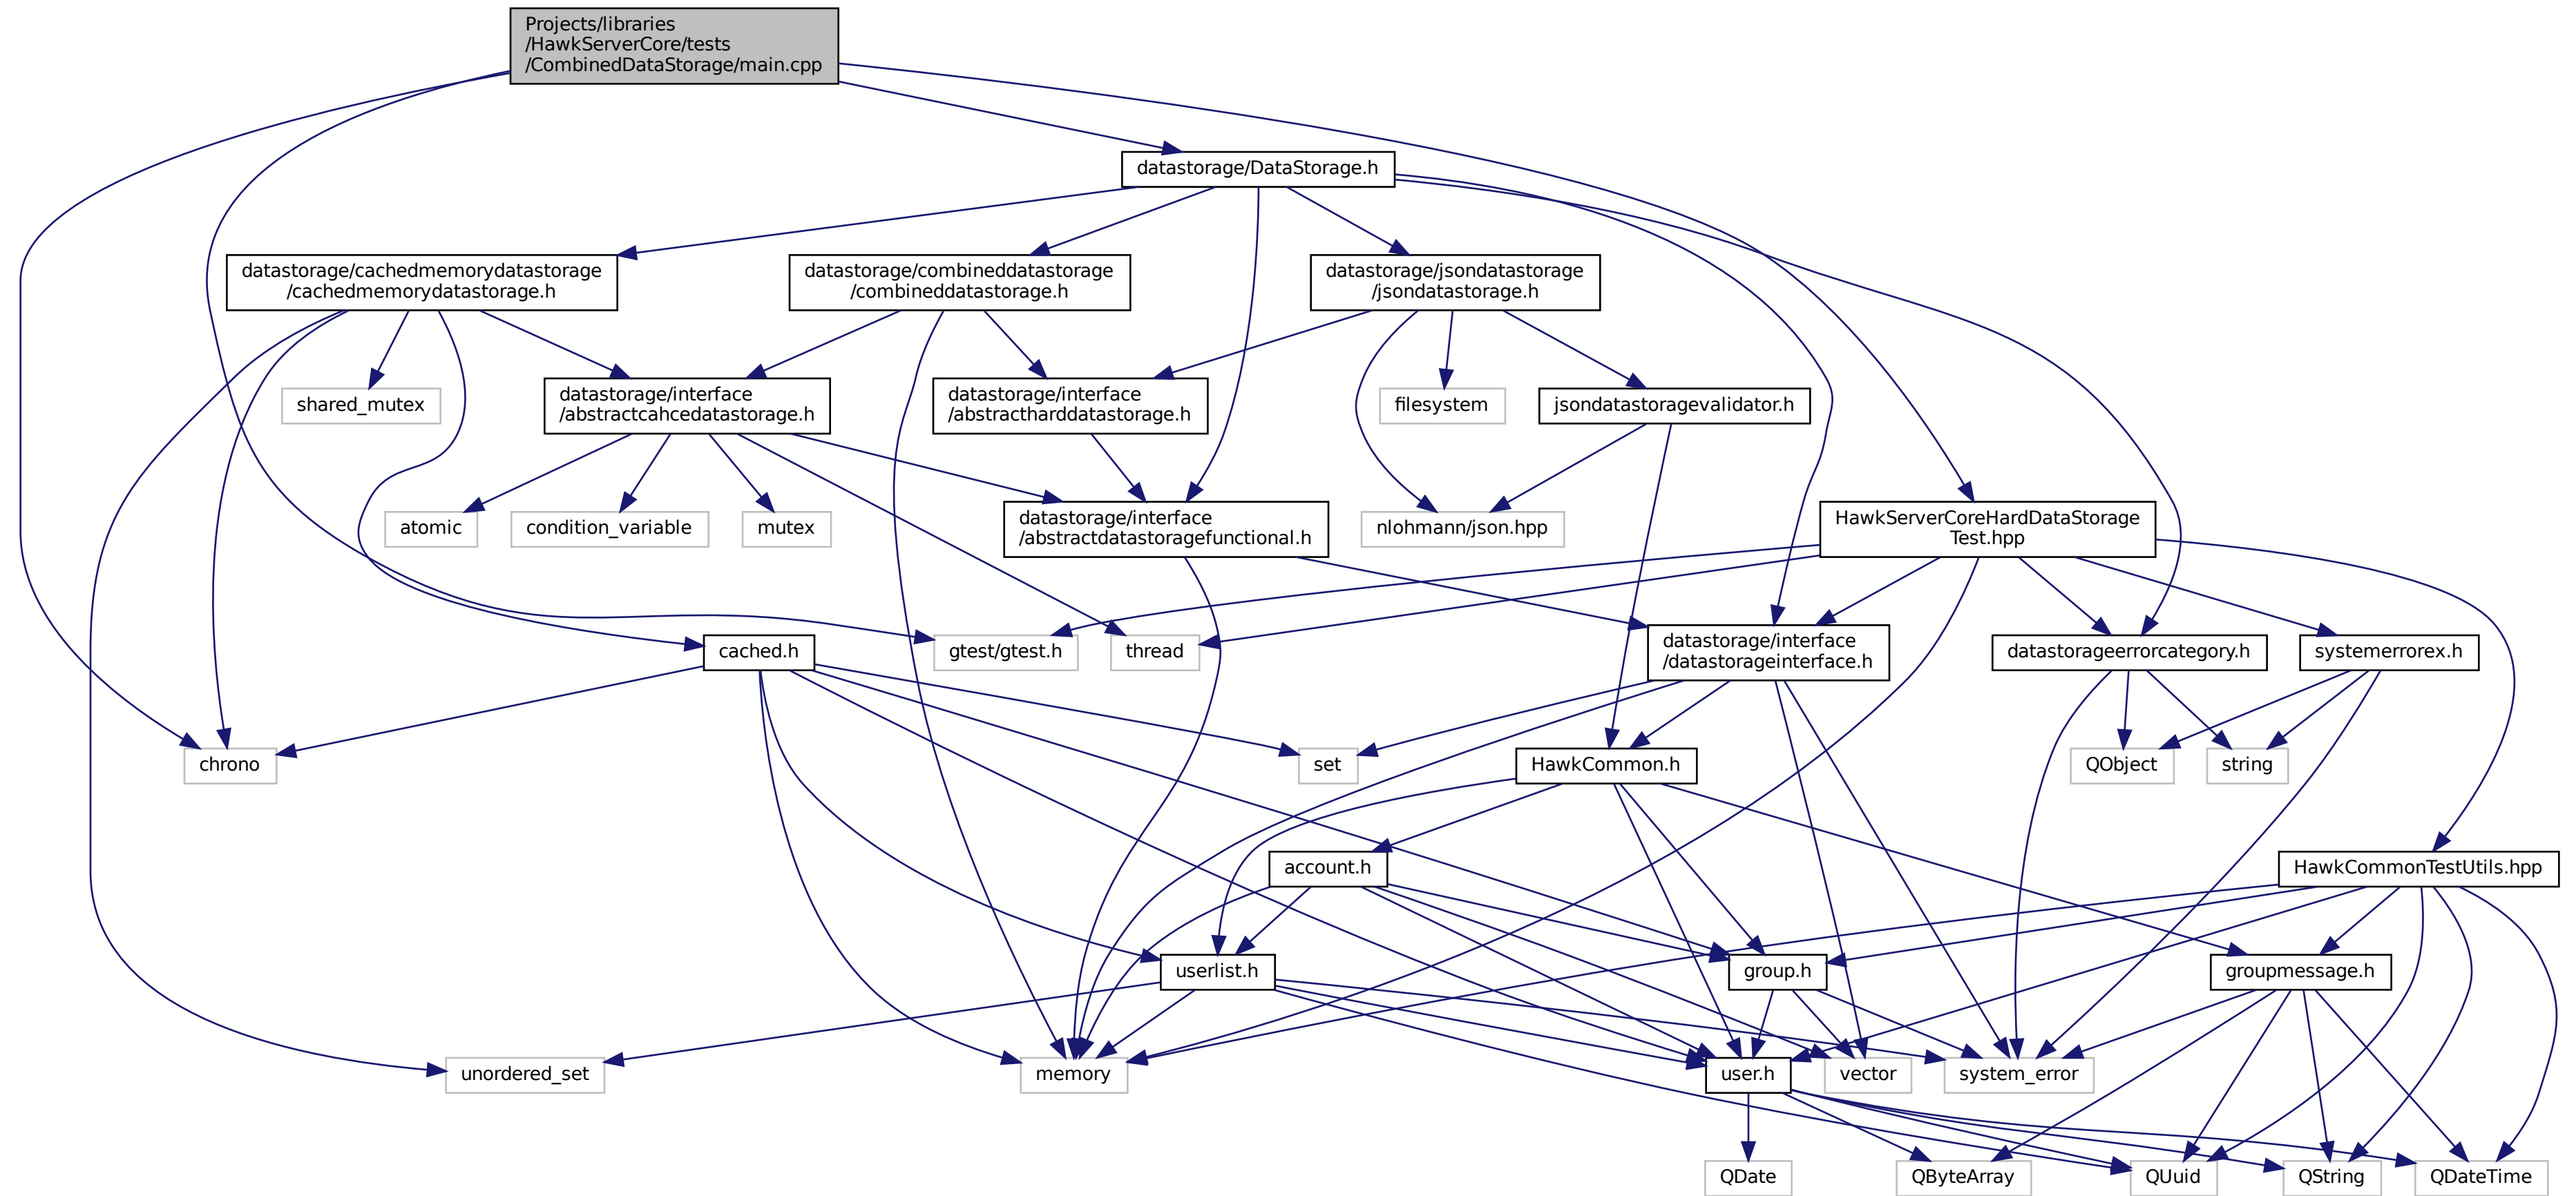 Projects/libraries
/HawkServerCore/tests
/CombinedDataStorage/main.cpp
datastorage/DataStorage.h
datastorage/cachedmemorydatastorage
/cachedmemorydatastorage.h
datastorage/combineddatastorage
/combineddatastorage.h
datastorage/jsondatastorage
/jsondatastorage.h
shared_mutex
datastorage/interface
/abstractcahcedatastorage.h
datastorage/interface
/abstractharddatastorage.h
filesystem
jsondatastoragevalidator.h
atomic
condition_variable
mutex
datastorage/interface
/abstractdatastoragefunctional.h
nlohmann/json.hpp
HawkServerCoreHardDataStorage
Test.hpp
cached.h
gtest/gtest.h
thread
datastorage/interface
/datastorageinterface.h
datastorageerrorcategory.h
systemerrorex.h
chrono
set
HawkCommon.h
QObject
string
account.h
HawkCommonTestUtils.hpp
userlist.h
group.h
groupmessage.h
unordered_set
memory
user.h
vector
system_error
QDate
QByteArray
QUuid
QString
QDateTime